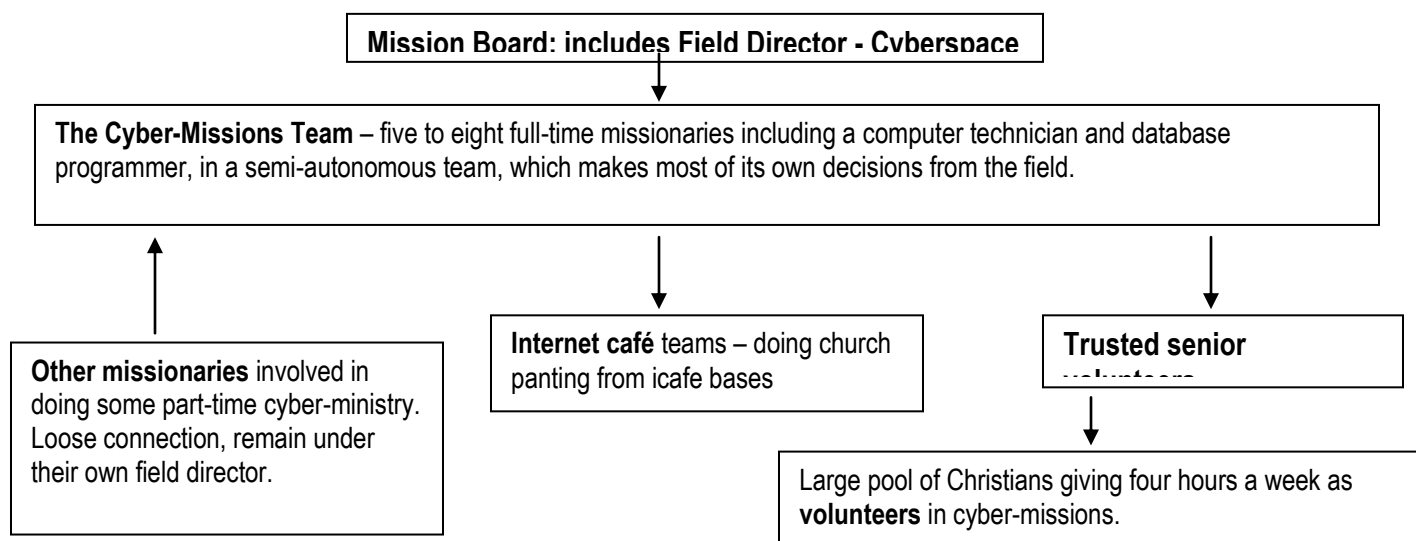 Mission Board: includes Field Director - Cyberspace
The Cyber-Missions Team – five to eight full-time missionaries including a computer technician and database
programmer, in a semi-autonomous team, which makes most of its own decisions from the field.
Other missionaries involved in
doing some part-time cyber-ministry.
Loose connection, remain under
their own field director.
Internet café teams – doing church
panting from icafe bases
Trusted senior
volunteers
Large pool of Christians giving four hours a week as
volunteers in cyber-missions.